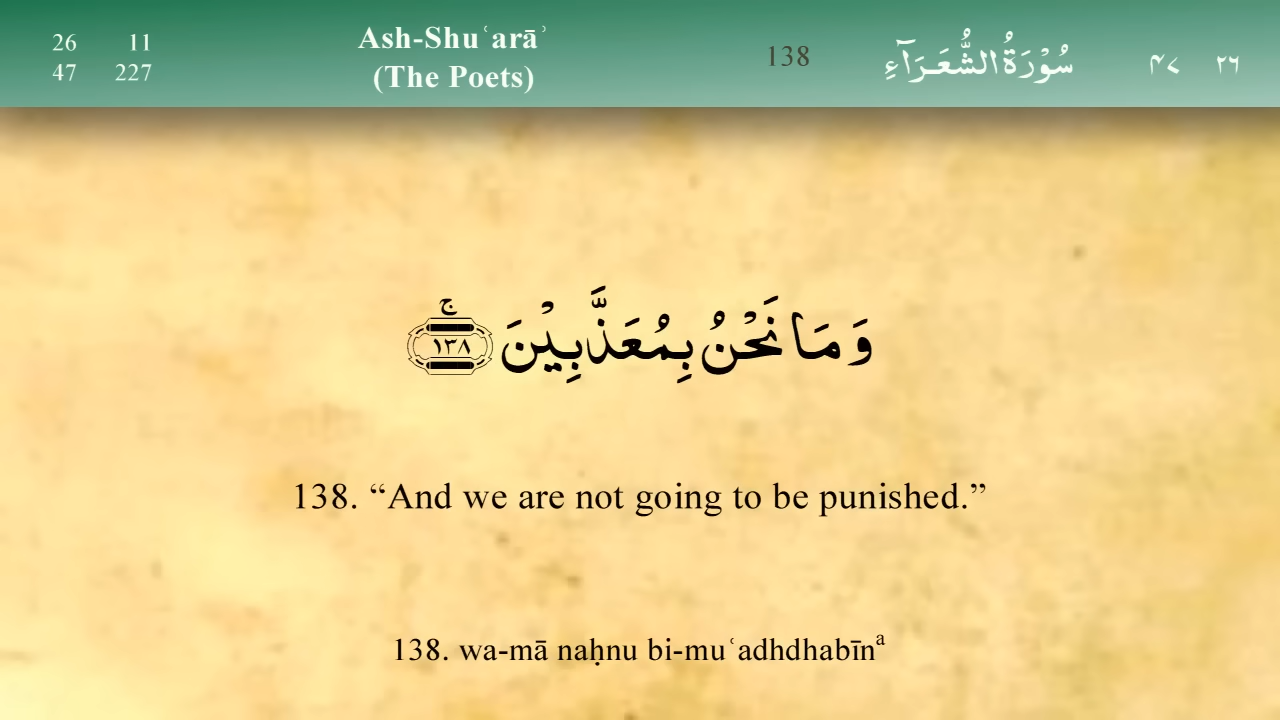 26 11
47 227
Ash-Shuʿarāʾ
(The Poets)
138
سُوْرَةُ الشُّعَرَآءِ
٤٧ ٢٦
وَمَا نَحْنُ بِمُعَذَّبِيْنَ ۚ ١٣٨
138. “And we are not going to be punished.”
138. wa-mā naḥnu bi-muʿadhdhabīnᵃ